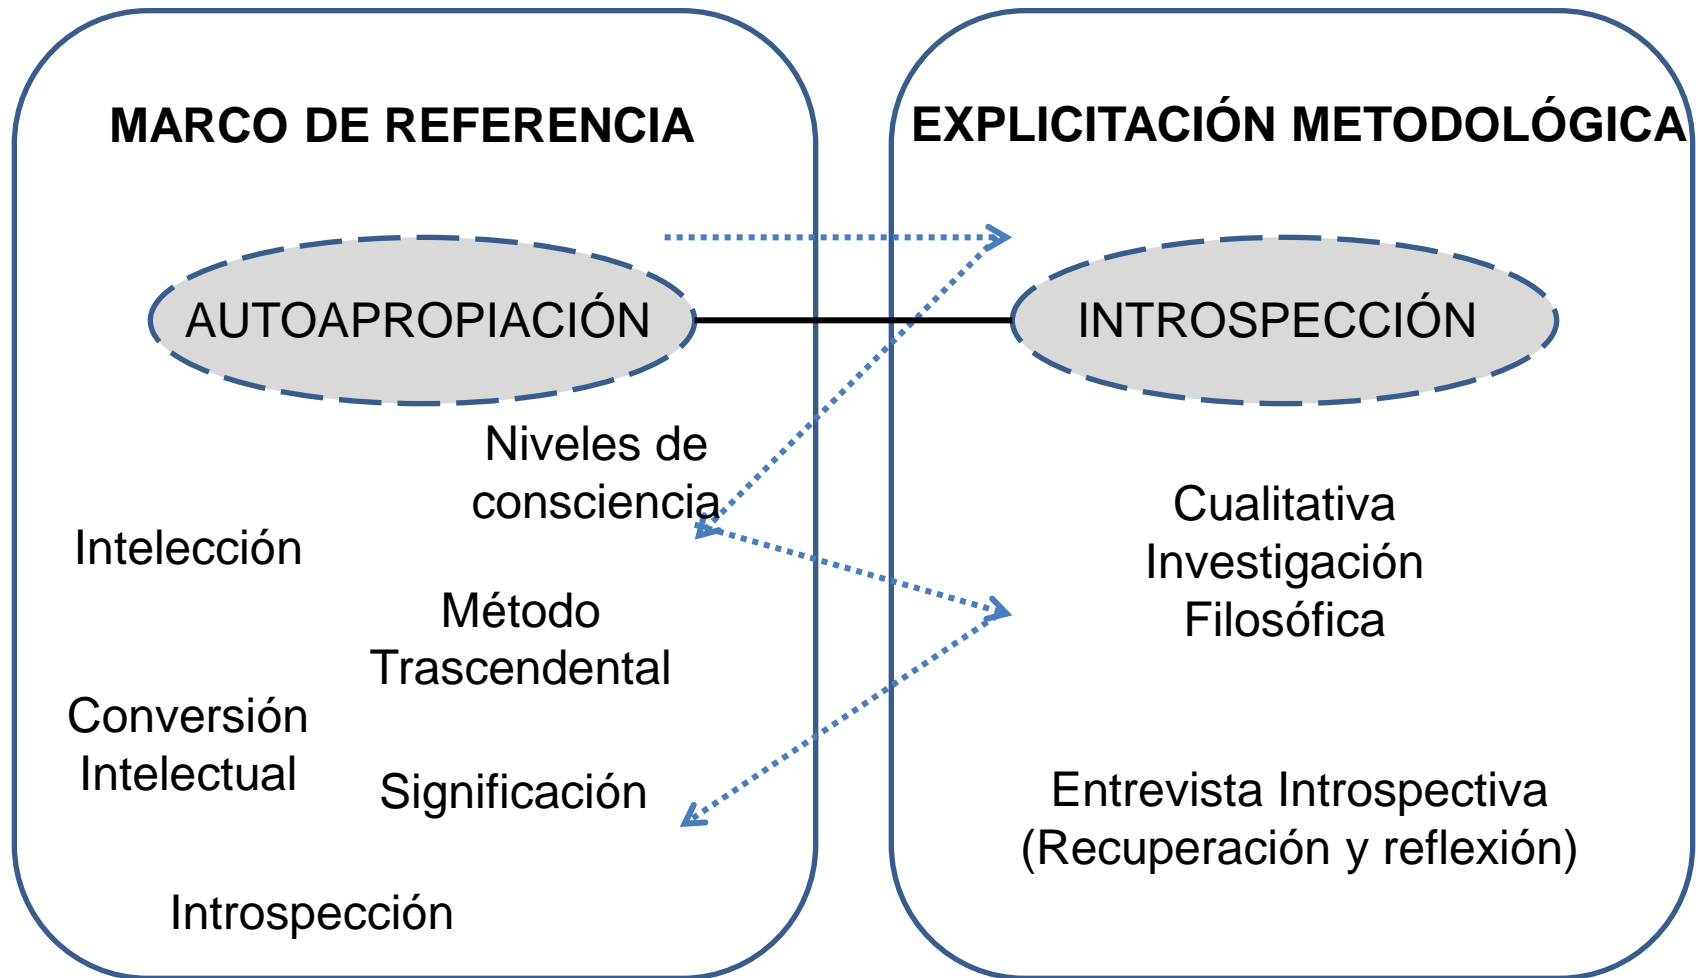 MARCO DE REFERENCIA
AUTOAPROPIACIÓN
Niveles de
consciencia
Intelección
Método
Trascendental
Conversión
Intelectual
Significación
Introspección
EXPLICITACIÓN METODOLÓGICA
INTROSPECCIÓN
Cualitativa
Investigación
Filosófica
Entrevista Introspectiva
(Recuperación y reflexión)